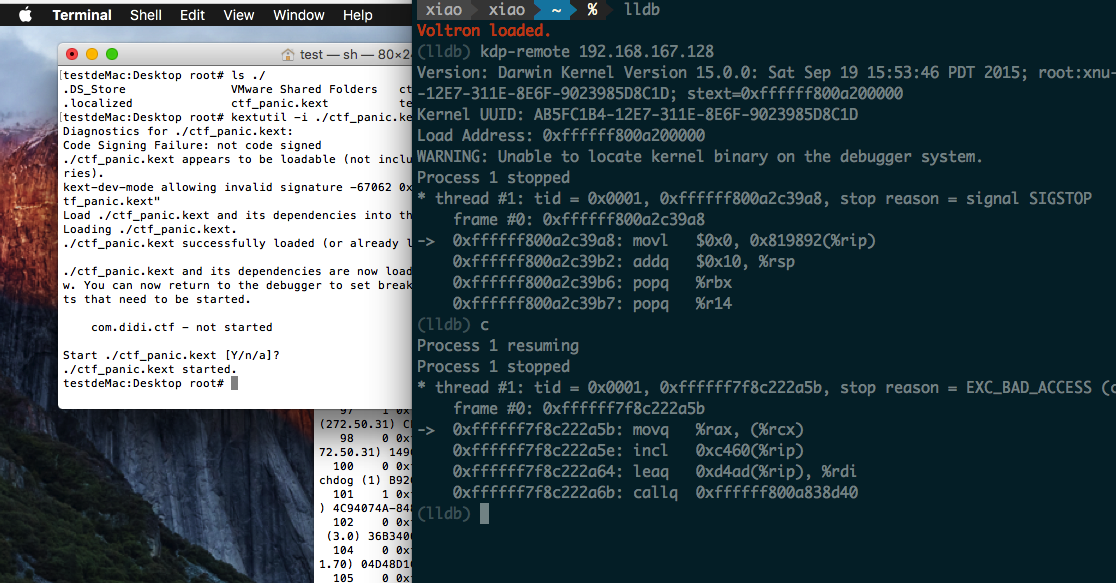 Terminal Shell Edit View Window Help
test — sh — 80×2
[testdeMac:Desktop root# ls ./
.DS_Store VMware Shared Folders ct
.localized ctf_panic.kext te
[testdeMac:Desktop root# kextutil -i ./ctf_panic.ke
Diagnostics for ./ctf_panic.kext:
Code Signing Failure: not code signed
./ctf_panic.kext appears to be loadable (not inclu
ries).
kext-dev-mode allowing invalid signature -67062 0x
tf_panic.kext"
Load ./ctf_panic.kext and its dependencies into th
Loading ./ctf_panic.kext.
./ctf_panic.kext successfully loaded (or already l
./ctf_panic.kext and its dependencies are now load
w. You can now return to the debugger to set break
ts that need to be started.
com.didi.ctf - not started
Start ./ctf_panic.kext [Y/n/a]?
./ctf_panic.kext started.
testdeMac:Desktop root#
97 1 0x
(272.50.31) C
98 0 0x
72.50.31) 149
100 0 0x
chdog (1) B92
101 1 0x
) 4C94074A-84
102 0 0x
(3.0) 36B340
104 0 0x
1.70) 04D48D1
105 0 0x
xiao xiao ~ % lldb
Voltron loaded.
(lldb) kdp-remote 192.168.167.128
Version: Darwin Kernel Version 15.0.0: Sat Sep 19 15:53:46 PDT 2015; root:xnu-
-12E7-311E-8E6F-9023985D8C1D; stext=0xffffff800a200000
Kernel UUID: AB5FC1B4-12E7-311E-8E6F-9023985D8C1D
Load Address: 0xffffff800a200000
WARNING: Unable to locate kernel binary on the debugger system.
Process 1 stopped
* thread #1: tid = 0x0001, 0xffffff800a2c39a8, stop reason = signal SIGSTOP
frame #0: 0xffffff800a2c39a8
-> 0xffffff800a2c39a8: movl $0x0, 0x819892(%rip)
0xffffff800a2c39b2: addq $0x10, %rsp
0xffffff800a2c39b6: popq %rbx
0xffffff800a2c39b7: popq %r14
(lldb) c
Process 1 resuming
Process 1 stopped
* thread #1: tid = 0x0001, 0xffffff7f8c222a5b, stop reason = EXC_BAD_ACCESS (c
frame #0: 0xffffff7f8c222a5b
-> 0xffffff7f8c222a5b: movq %rax, (%rcx)
0xffffff7f8c222a5e: incl 0xc460(%rip)
0xffffff7f8c222a64: leaq 0xd4ad(%rip), %rdi
0xffffff7f8c222a6b: callq 0xffffff800a838d40
(lldb)